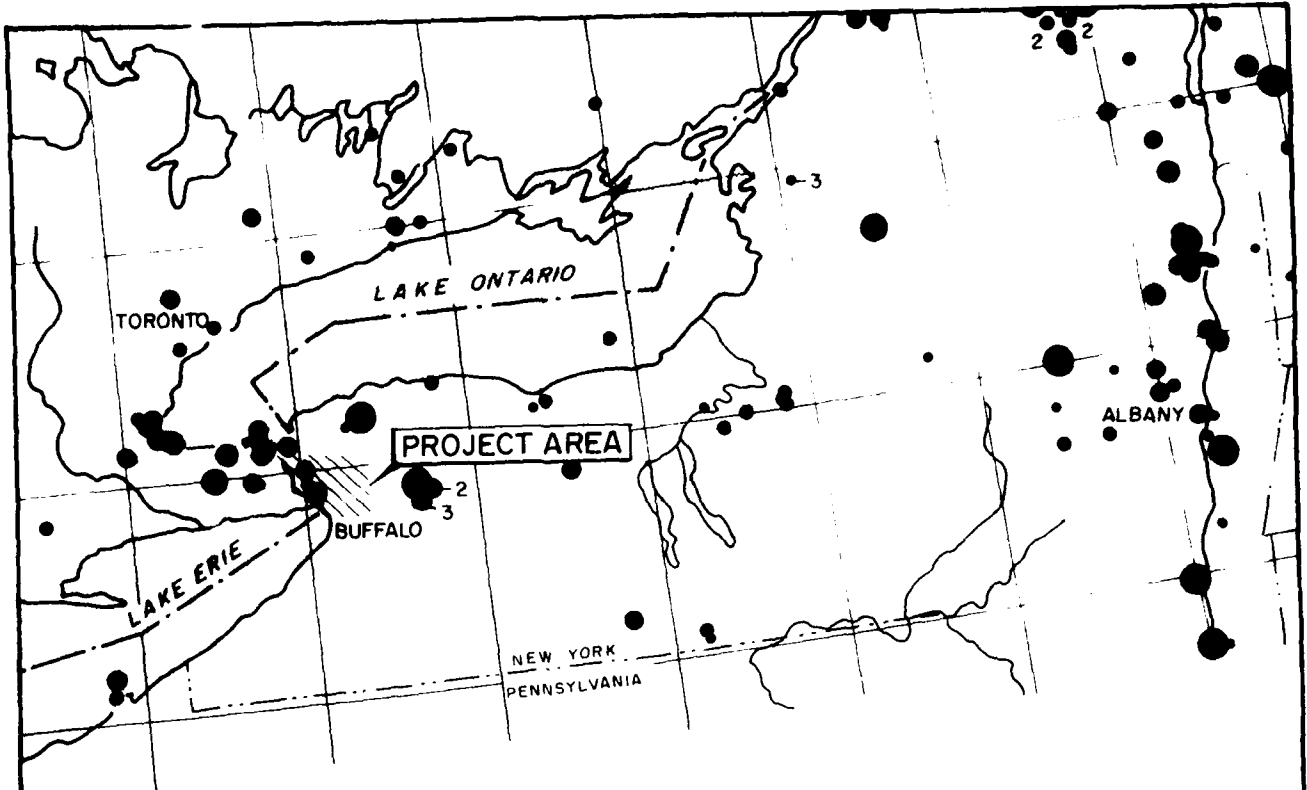 2
2
3
LAKE ONTARIO
TORONTO
ALBANY
PROJECT AREA
2
3
BUFFALO
LAKE ERIE
NEW YORK
PENNSYLVANIA